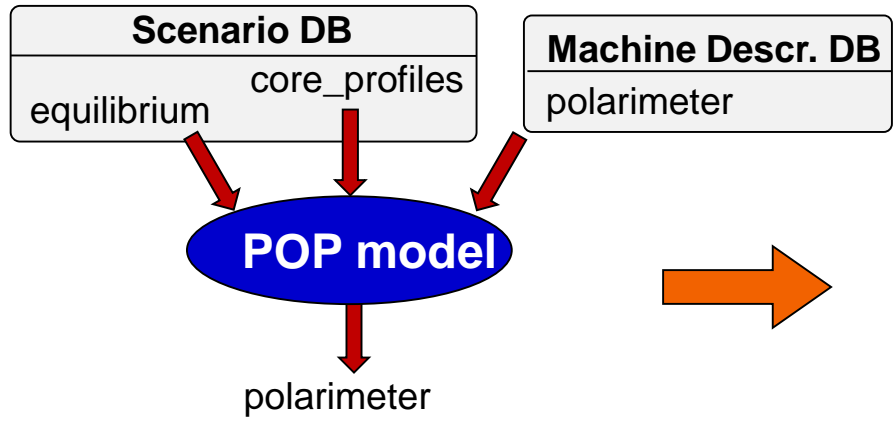 Scenario DB
core_profiles
equilibrium
Machine Descr. DB
polarimeter
POP model
polarimeter